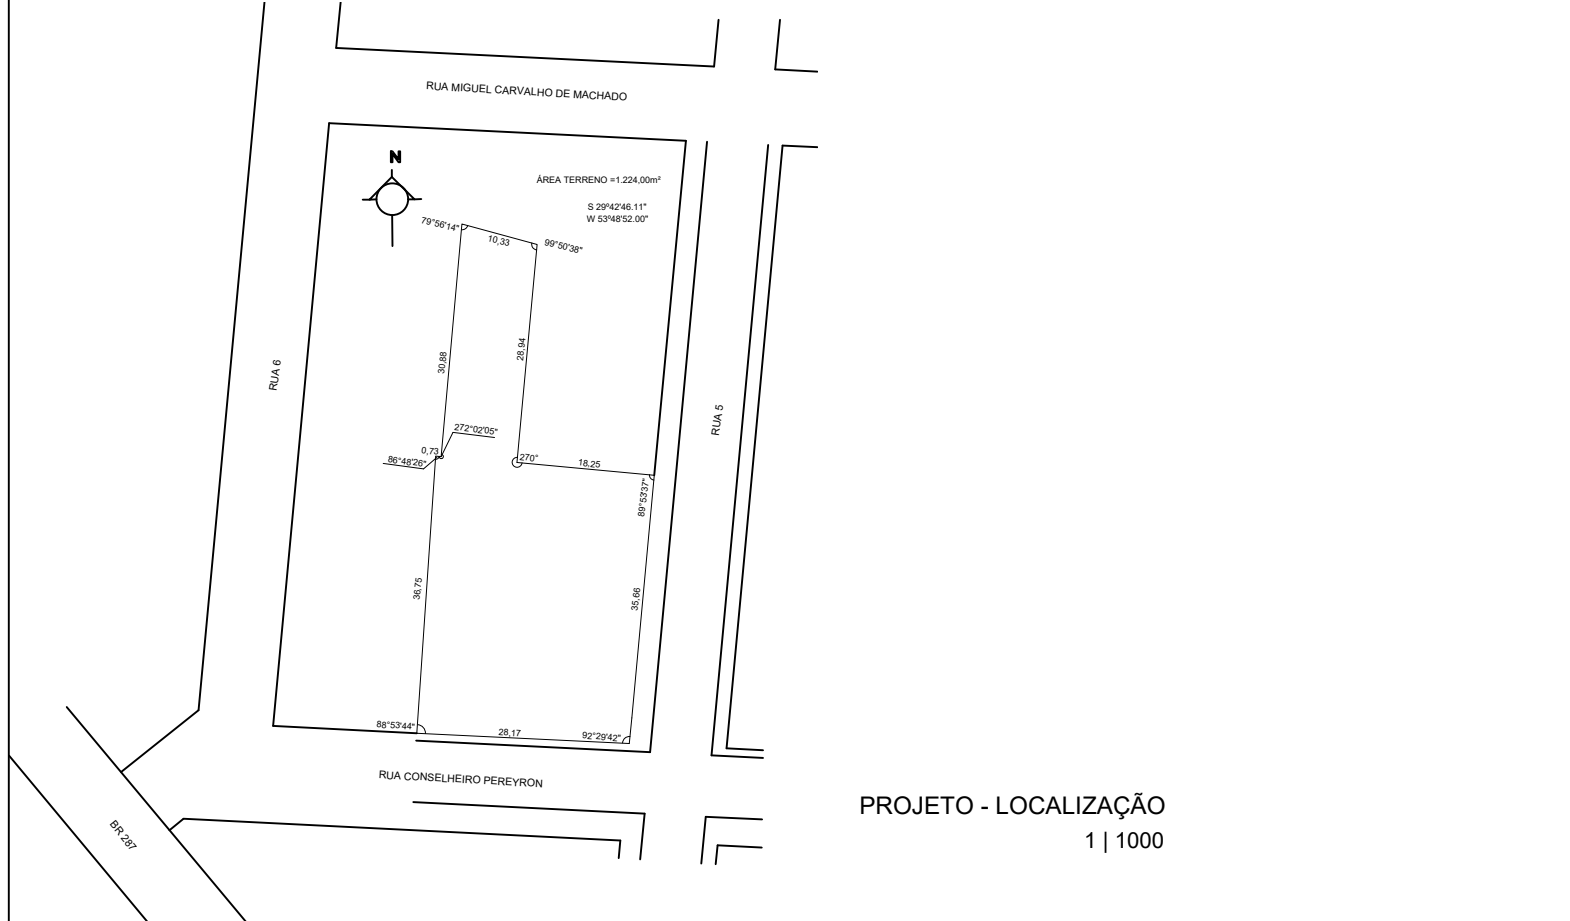 RUA MIGUEL CARVALHO DE MACHADO
N
ÁREA TERRENO =1.224,00m²
S 29º42'46.11"
W 53º48'52.00"
79°56'14"
10,33
99°50'38"
30,88
28,94
RUA 6
RUA 5
272°02'05"
0,73
86°48'26"
270°
18,25
89°53'37"
36,75
35,66
88°53'44"
28,17
92°29'42"
RUA CONSELHEIRO PEREYRON
BR 287
PROJETO - LOCALIZAÇÃO
1 | 1000